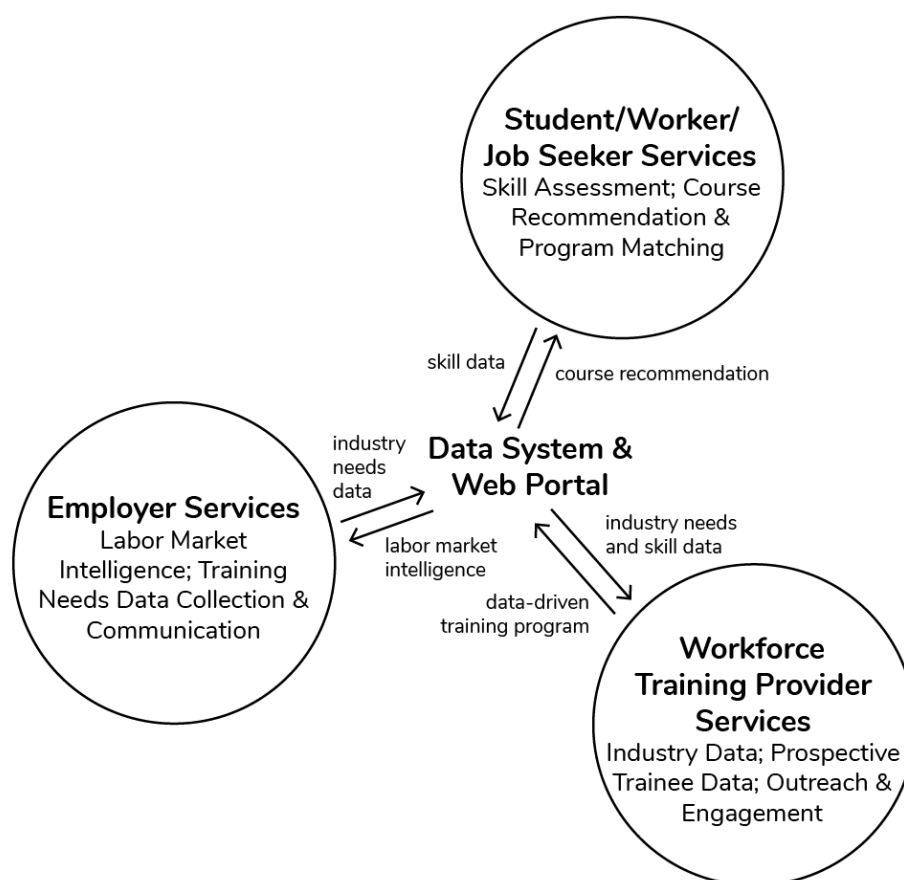 Student/Worker/
Job Seeker Services
Skill Assessment; Course
Recommendation &
Program Matching
skill data
course recommendation
Data System &
Web Portal
industry
needs
data
labor market
intelligence
Employer Services
Labor Market
Intelligence; Training
Needs Data Collection &
Communication
industry needs
and skill data
data-driven
training program
Workforce
Training Provider
Services
Industry Data; Prospective
Trainee Data; Outreach &
Engagement